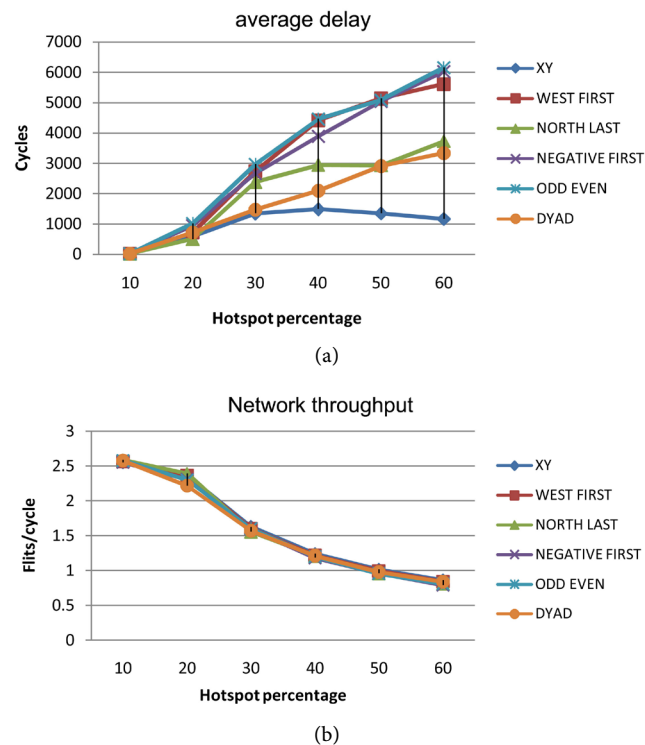 average delay
7000
6000
5000
4000
3000
2000
1000
0
Cycles
10 20 30 40 50 60
Hotspot percentage
XY
WEST FIRST
NORTH LAST
NEGATIVE FIRST
ODD EVEN
DYAD
(a)
Network throughput
3
2.5
2
1.5
1
0.5
0
Flits/cycle
10 20 30 40 50 60
Hotspot percentage
XY
WEST FIRST
NORTH LAST
NEGATIVE FIRST
ODD EVEN
DYAD
(b)